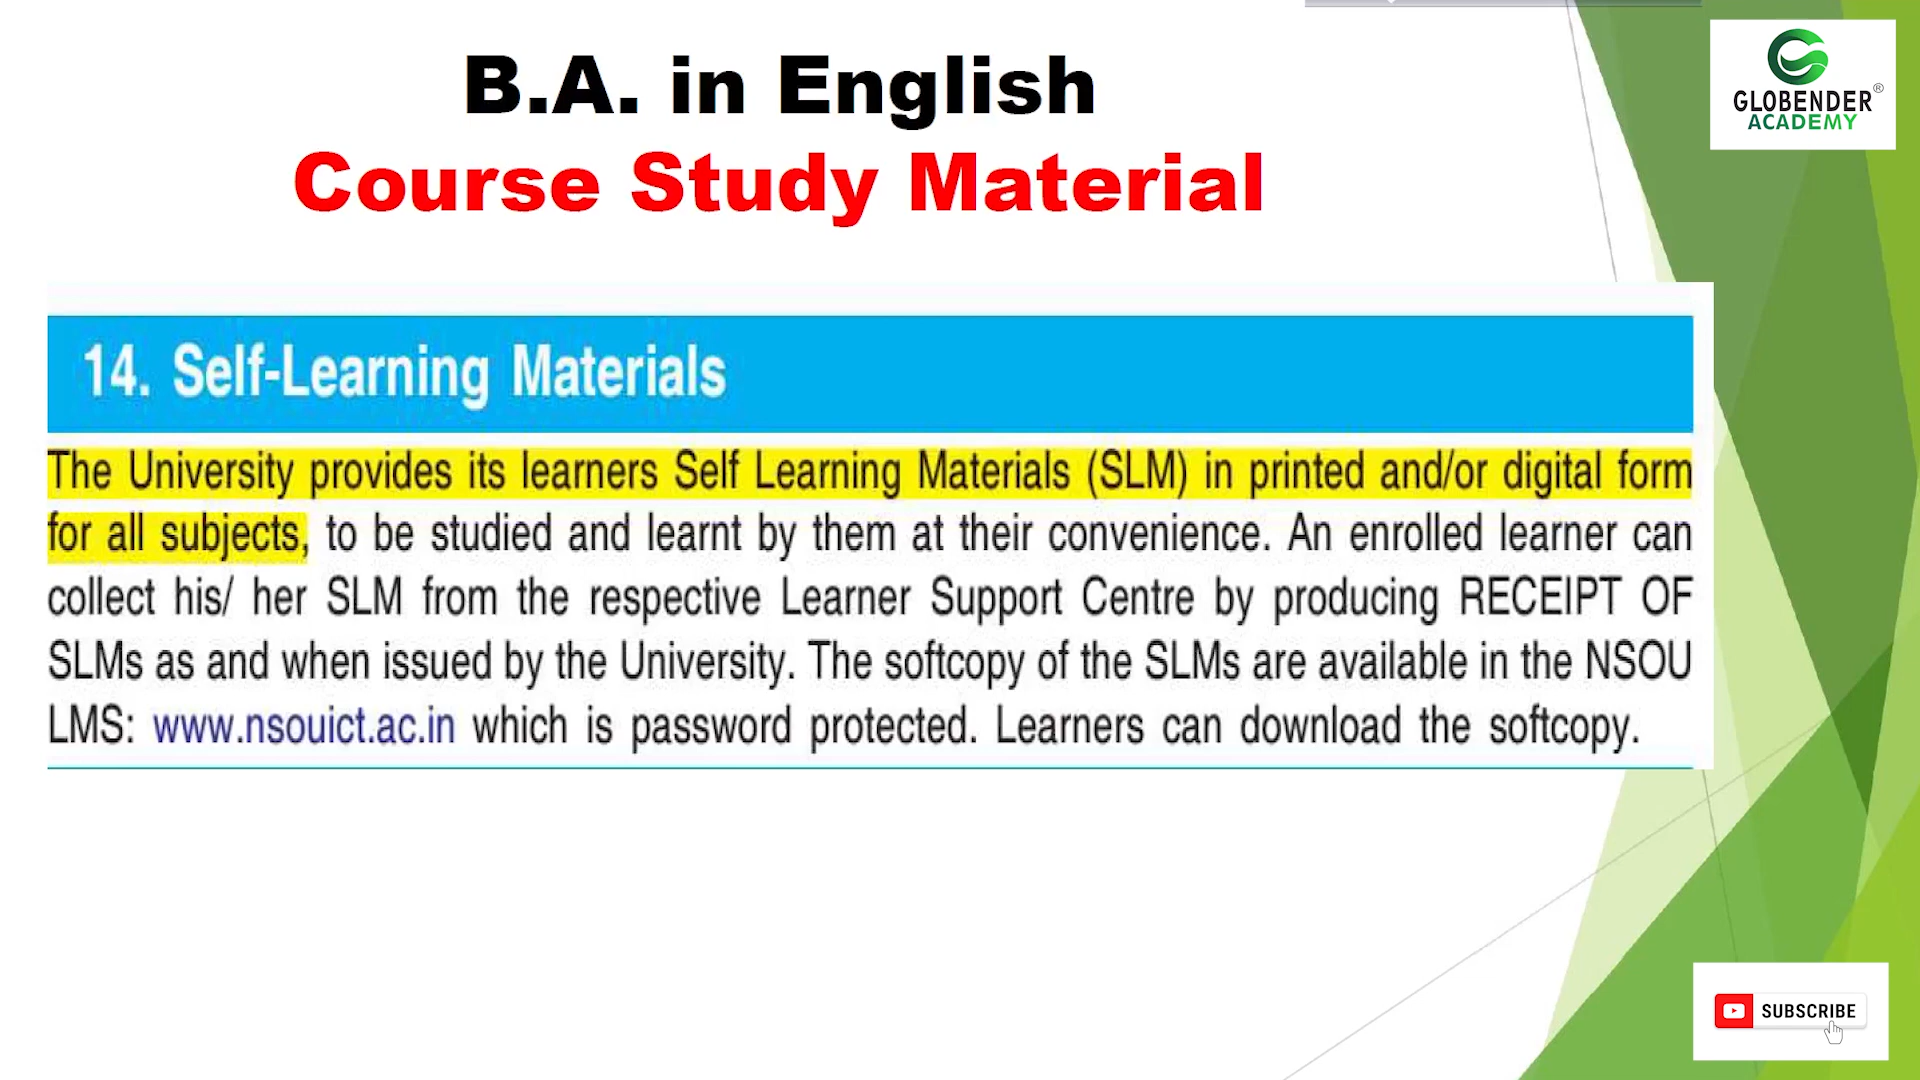 B.A. in English
Course Study Material
GLOBENDER®
ACADEMY
14. Self-Learning Materials
The University provides its learners Self Learning Materials (SLM) in printed and/or digital form
for all subjects, to be studied and learnt by them at their convenience. An enrolled learner can
collect his/ her SLM from the respective Learner Support Centre by producing RECEIPT OF
SLMs as and when issued by the University. The softcopy of the SLMs are available in the NSOU
LMS: www.nsouict.ac.in which is password protected. Learners can download the softcopy.
SUBSCRIBE